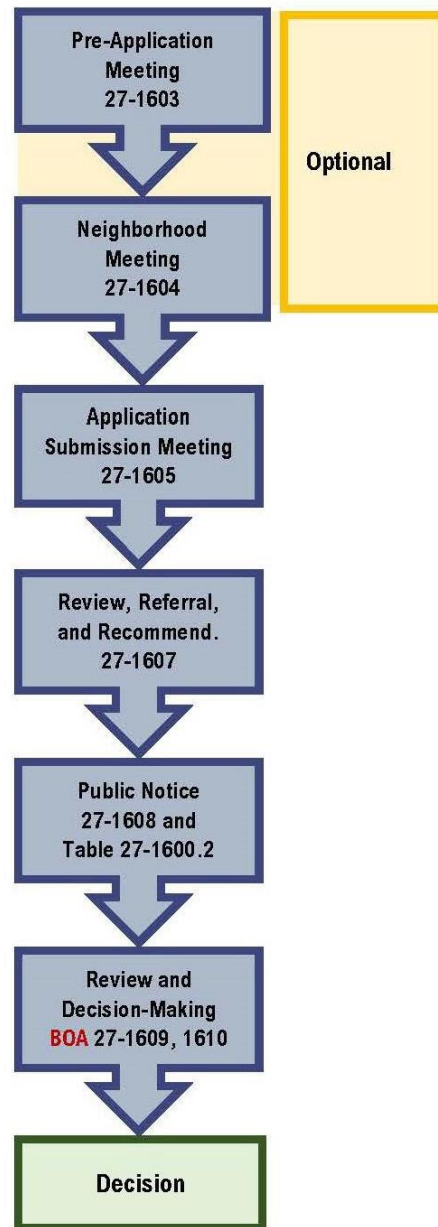 Pre-Application
Meeting
27-1603
Optional
Neighborhood
Meeting
27-1604
Application
Submission Meeting
27-1605
Review, Referral,
and Recommend.
27-1607
Public Notice
27-1608 and
Table 27-1600.2
Review and
Decision-Making
BOA 27-1609, 1610
Decision